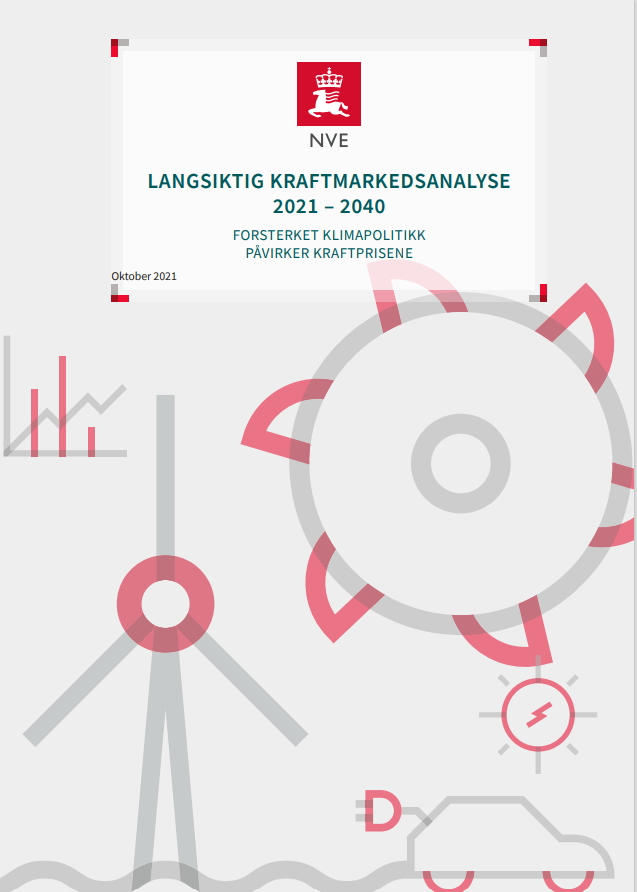 NVE
LANGSIKTIG KRAFTMARKEDSANALYSE
2021 – 2040
FORSTERKET KLIMAPOLITIKK
PÅVIRKER KRAFTPRISENE
Oktober 2021